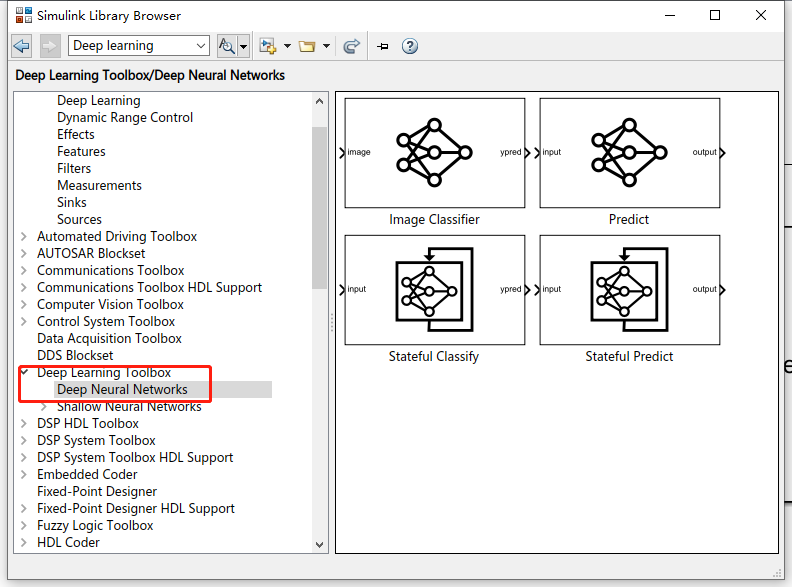 Simulink Library Browser
Deep learning
Deep Learning Toolbox/Deep Neural Networks
Deep Learning
Dynamic Range Control
Effects
Features
Filters
Measurements
Sinks
Sources
Automated Driving Toolbox
AUTOSAR Blockset
Communications Toolbox
Communications Toolbox HDL Support
Computer Vision Toolbox
Control System Toolbox
Data Acquisition Toolbox
DDS Blockset
Deep Learning Toolbox
Deep Neural Networks
Shallow Neural Networks
DSP HDL Toolbox
DSP System Toolbox
DSP System Toolbox HDL Support
Embedded Coder
Fixed-Point Designer
Fixed-Point Designer HDL Support
Fuzzy Logic Toolbox
HDL Coder
image ypred
Image Classifier
input output
Predict
input ypred
Stateful Classify
input output
Stateful Predict